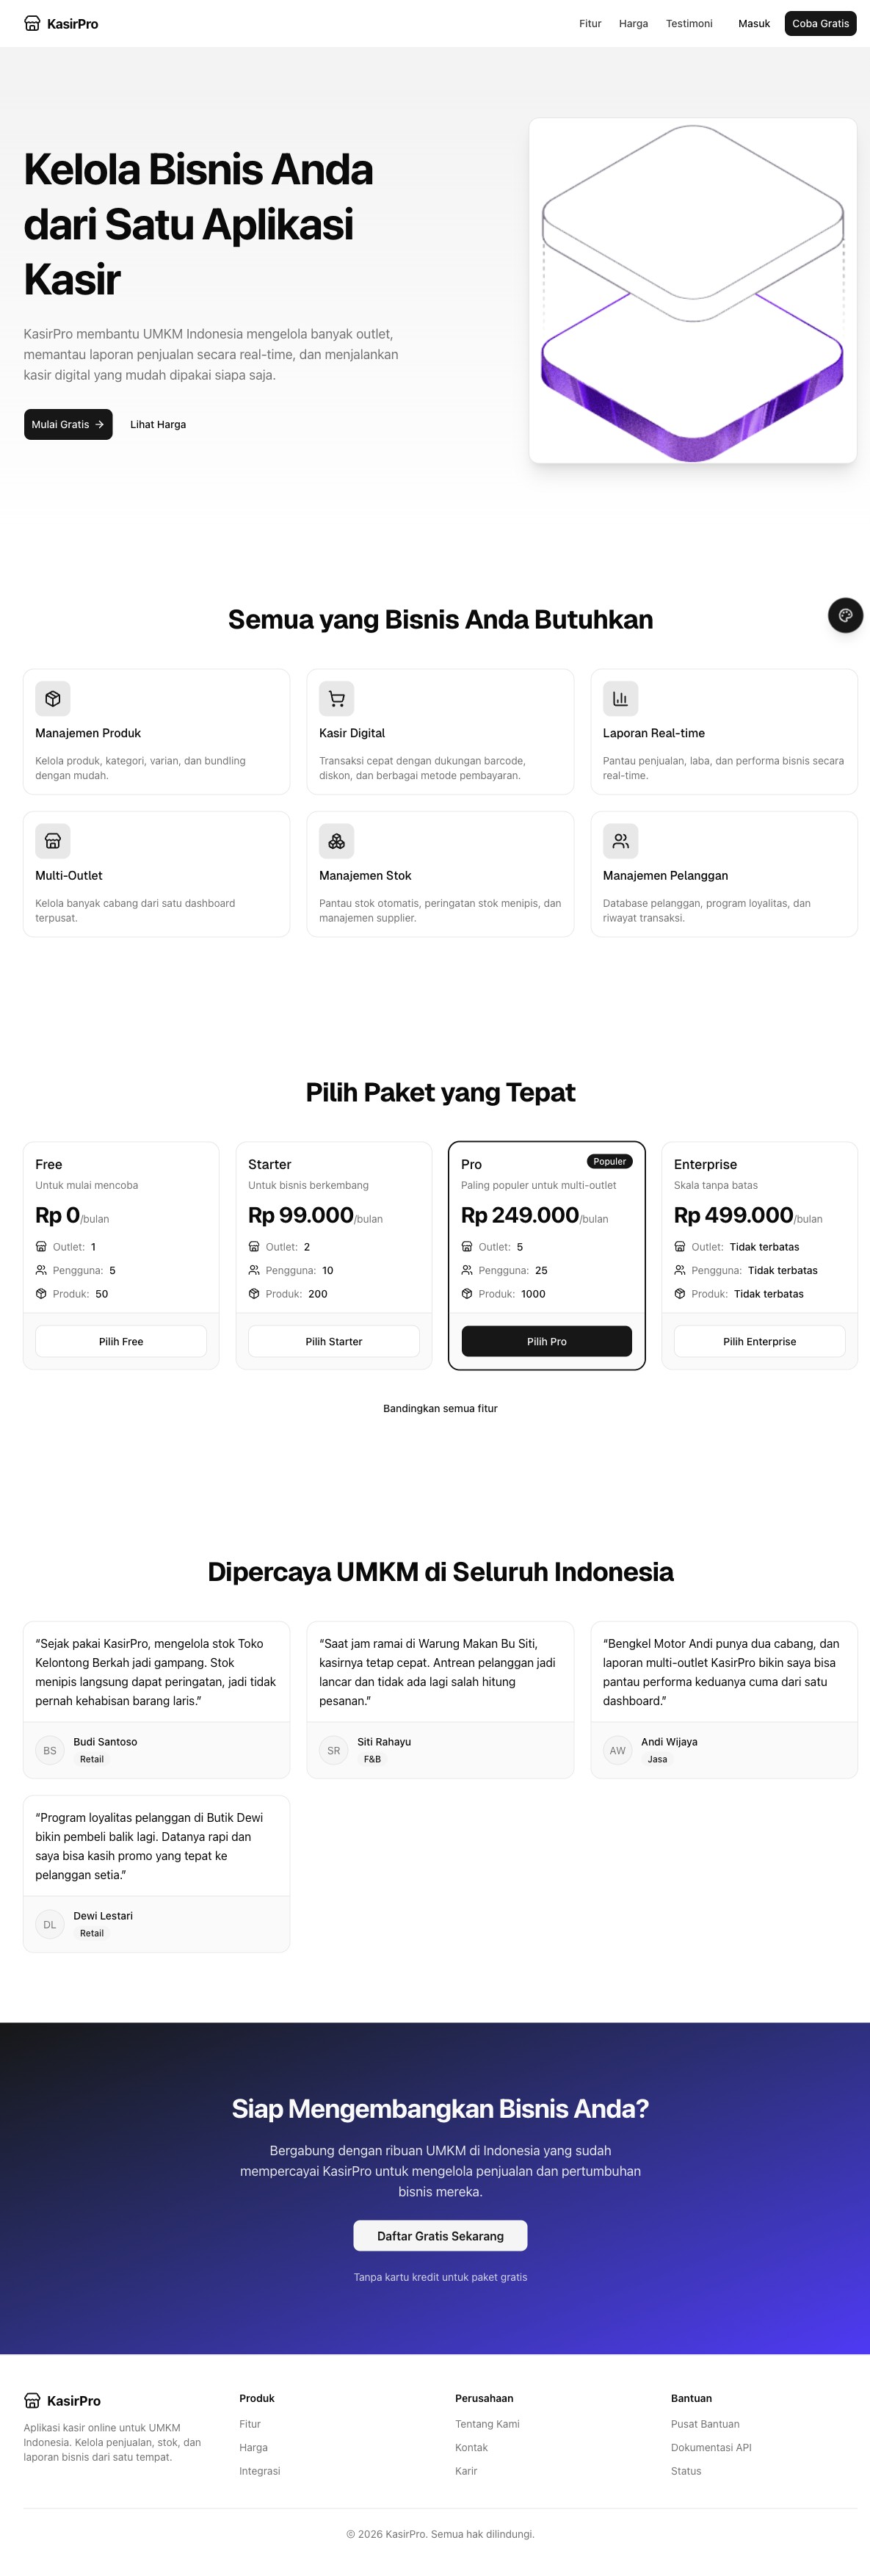 KasirPro
Fitur
Harga
Testimoni
Masuk
Coba Gratis
Kelola Bisnis Anda
dari Satu Aplikasi
Kasir
KasirPro membantu UMKM Indonesia mengelola banyak outlet,
memantau laporan penjualan secara real-time, dan menjalankan
kasir digital yang mudah dipakai siapa saja.
Mulai Gratis →
Lihat Harga
Semua yang Bisnis Anda Butuhkan
Manajemen Produk
Kelola produk, kategori, varian, dan bundling
dengan mudah.
Kasir Digital
Transaksi cepat dengan dukungan barcode,
diskon, dan berbagai metode pembayaran.
Laporan Real-time
Pantau penjualan, laba, dan performa bisnis secara
real-time.
Multi-Outlet
Kelola banyak cabang dari satu dashboard
terpusat.
Manajemen Stok
Pantau stok otomatis, peringatan stok menipis, dan
manajemen supplier.
Manajemen Pelanggan
Database pelanggan, program loyalitas, dan
riwayat transaksi.
Pilih Paket yang Tepat
Free
Untuk mulai mencoba
Rp 0/bulan
Outlet: 1
Pengguna: 5
Produk: 50
Pilih Free
Starter
Untuk bisnis berkembang
Rp 99.000/bulan
Outlet: 2
Pengguna: 10
Produk: 200
Pilih Starter
Pro
Populer
Paling populer untuk multi-outlet
Rp 249.000/bulan
Outlet: 5
Pengguna: 25
Produk: 1000
Pilih Pro
Enterprise
Skala tanpa batas
Rp 499.000/bulan
Outlet: Tidak terbatas
Pengguna: Tidak terbatas
Produk: Tidak terbatas
Pilih Enterprise
Bandingkan semua fitur
Dipercaya UMKM di Seluruh Indonesia
“Sejak pakai KasirPro, mengelola stok Toko
Kelontong Berkah jadi gampang. Stok
menipis langsung dapat peringatan, jadi tidak
pernah kehabisan barang laris.”
BS
Budi Santoso
Retail
“Saat jam ramai di Warung Makan Bu Siti,
kasirnya tetap cepat. Antrean pelanggan jadi
lancar dan tidak ada lagi salah hitung
pesanan.”
SR
Siti Rahayu
F&B
“Bengkel Motor Andi punya dua cabang, dan
laporan multi-outlet KasirPro bikin saya bisa
pantau performa keduanya cuma dari satu
dashboard.”
AW
Andi Wijaya
Jasa
“Program loyalitas pelanggan di Butik Dewi
bikin pembeli balik lagi. Datanya rapi dan
saya bisa kasih promo yang tepat ke
pelanggan setia.”
DL
Dewi Lestari
Retail
Siap Mengembangkan Bisnis Anda?
Bergabung dengan ribuan UMKM di Indonesia yang sudah
mempercayai KasirPro untuk mengelola penjualan dan pertumbuhan
bisnis mereka.
Daftar Gratis Sekarang
Tanpa kartu kredit untuk paket gratis
KasirPro
Aplikasi kasir online untuk UMKM
Indonesia. Kelola penjualan, stok, dan
laporan bisnis dari satu tempat.
Produk
Fitur
Harga
Integrasi
Perusahaan
Tentang Kami
Kontak
Karir
Bantuan
Pusat Bantuan
Dokumentasi API
Status
© 2026 KasirPro. Semua hak dilindungi.